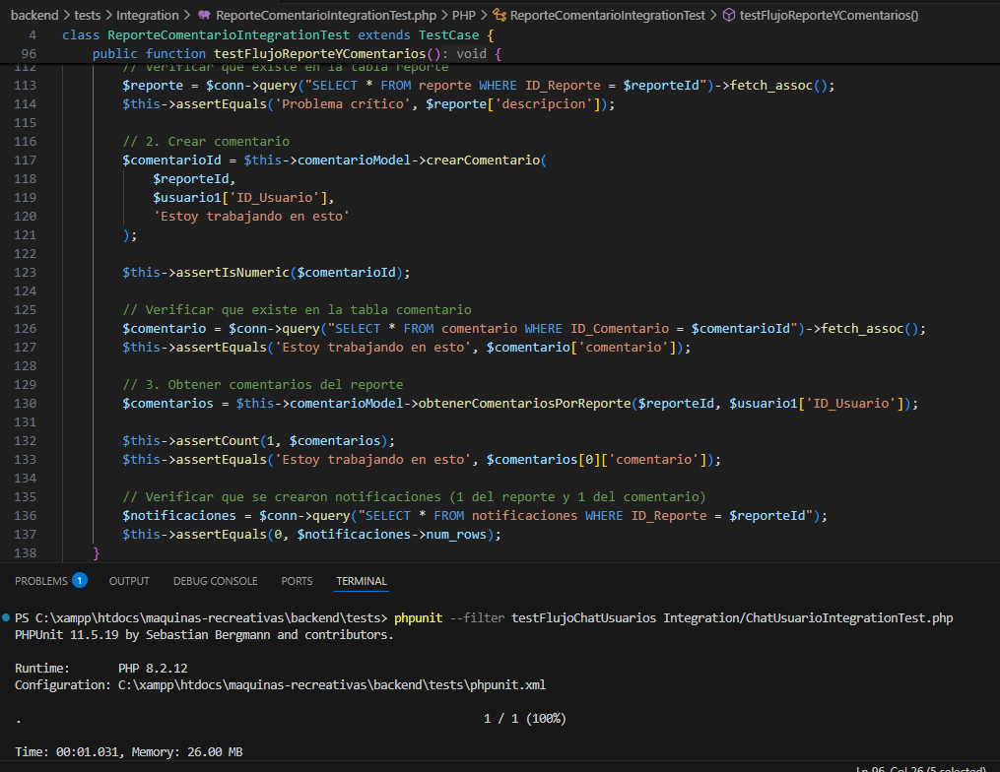 backend > tests > Integration > ReporteComentarioIntegrationTest.php > PHP > ReporteComentarioIntegrationTest > testFlujoReporteYComentarios()
4 class ReporteComentarioIntegrationTest extends TestCase {
96 public function testFlujoReporteYComentarios(): void {
112 // Verificar que existe en la tabla reporte
113 $reporte = $conn->query("SELECT * FROM reporte WHERE ID_Reporte = $reporteId")->fetch_assoc();
114 $this->assertEquals('Problema crítico', $reporte['descripcion']);
115
116 // 2. Crear comentario
117 $comentarioId = $this->comentarioModel->crearComentario(
118 $reporteId,
119 $usuario1['ID_Usuario'],
120 'Estoy trabajando en esto'
121 );
122
123 $this->assertIsNumeric($comentarioId);
124
125 // Verificar que existe en la tabla comentario
126 $comentario = $conn->query("SELECT * FROM comentario WHERE ID_Comentario = $comentarioId")->fetch_assoc();
127 $this->assertEquals('Estoy trabajando en esto', $comentario['comentario']);
128
129 // 3. Obtener comentarios del reporte
130 $comentarios = $this->comentarioModel->obtenerComentariosPorReporte($reporteId, $usuario1['ID_Usuario']);
131
132 $this->assertCount(1, $comentarios);
133 $this->assertEquals('Estoy trabajando en esto', $comentarios[0]['comentario']);
134
135 // Verificar que se crearon notificaciones (1 del reporte y 1 del comentario)
136 $notificaciones = $conn->query("SELECT * FROM notificaciones WHERE ID_Reporte = $reporteId");
137 $this->assertEquals(0, $notificaciones->num_rows);
138 }
PROBLEMS 1 OUTPUT DEBUG CONSOLE PORTS TERMINAL
PS C:\xampp\htdocs\maquinas-recreativas\backend\tests> phpunit --filter testFlujoChatUsuarios Integration/ChatUsuarioIntegrationTest.php
PHPUnit 11.5.19 by Sebastian Bergmann and contributors.
Runtime: PHP 8.2.12
Configuration: C:\xampp\htdocs\maquinas-recreativas\backend\tests\phpunit.xml
. 1 / 1 (100%)
Time: 00:01.031, Memory: 26.00 MB
Ln 96, Col 26 (5 selected)